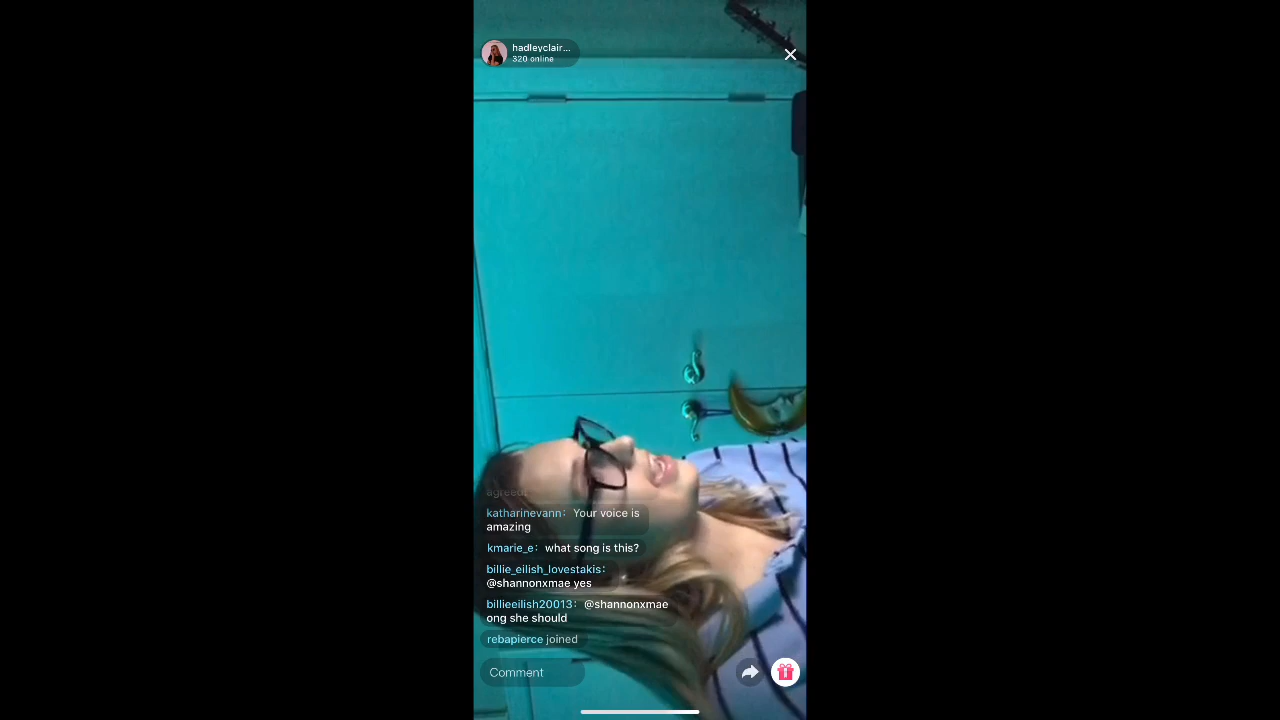 hadleyclair...
320 online
agreed!
katharinevann: Your voice is
amazing
kmarie_e: what song is this?
billie_eilish_lovestakis:
@shannonxmae yes
billieeilish20013: @shannonxmae
ong she should
rebapierce joined
Comment